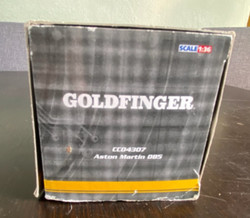 SCALE 1:36
GOLDFINGER
CC04307
Aston Martin DB5